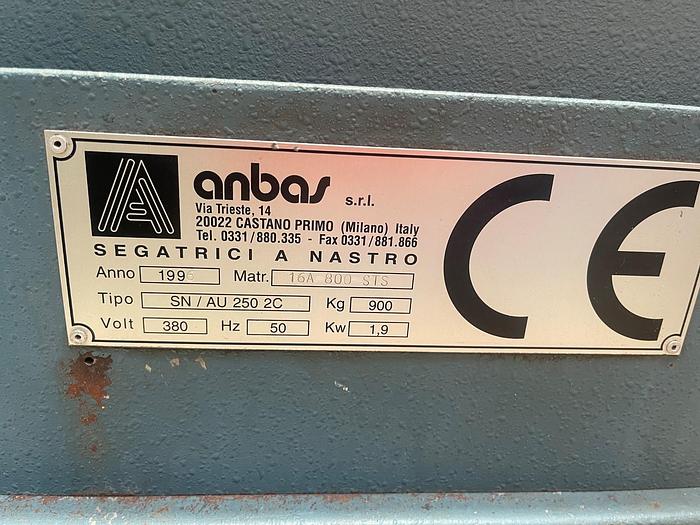 anbas s.r.l.
Via Trieste, 14
20022 CASTANO PRIMO (Milano) Italy
Tel. 0331/880.335 - Fax 0331/881.866
SEGATRICI A NASTRO
Anno 1996 Matr. 16A 800 STS
Tipo SN / AU 250 2C Kg 900
Volt 380 Hz 50 Kw 1,9
CE